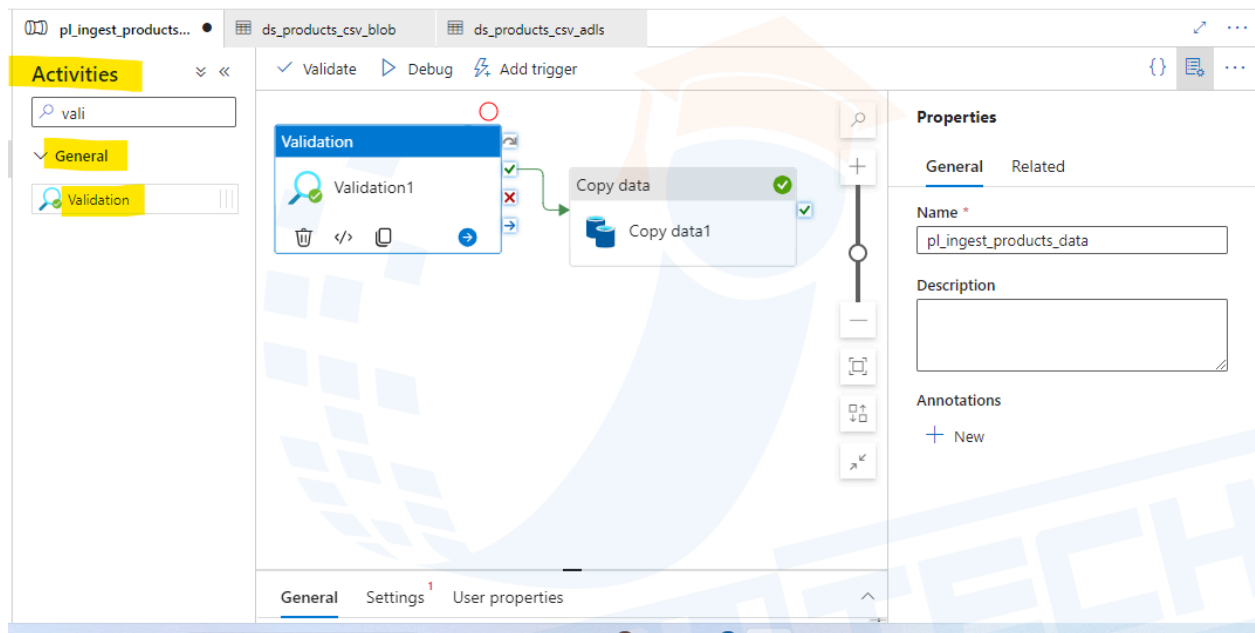 pl_ingest_products... ds_products_csv_blob ds_products_csv_adls
Activities
Validate Debug Add trigger
vali
General
Validation
Validation
Validation1
Copy data
Copy data1
Properties
General Related
Name *
pl_ingest_products_data
Description
Annotations
New
General Settings 1 User properties